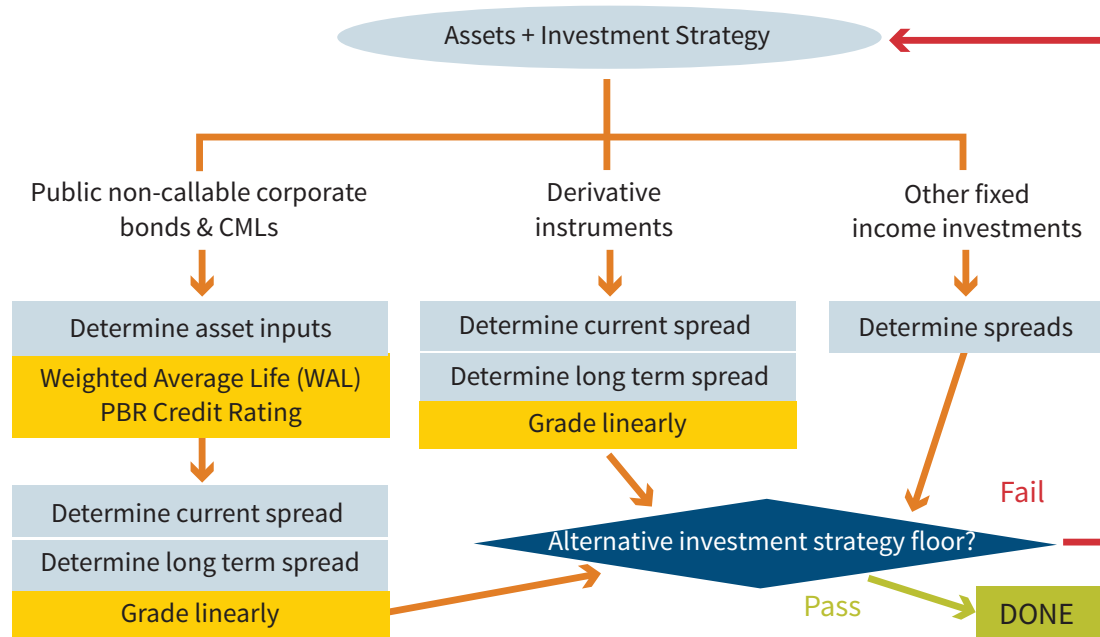 Assets + Investment Strategy
Public non-callable corporate
bonds & CMLs
Derivative
instruments
Other fixed
income investments
Determine asset inputs
Weighted Average Life (WAL)
PBR Credit Rating
Determine current spread
Determine long term spread
Grade linearly
Determine spreads
Determine current spread
Determine long term spread
Grade linearly
Alternative investment strategy floor?
Fail
Pass
DONE